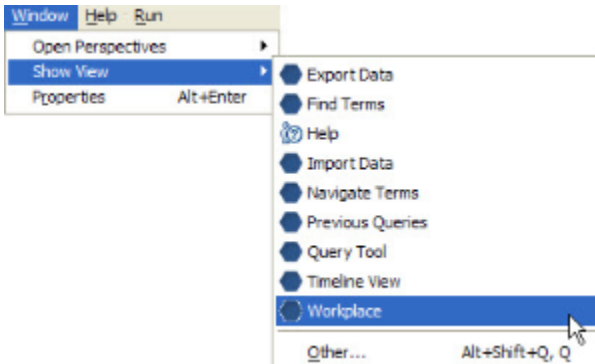 Window Help Run
Open Perspectives
Show View
Properties Alt+Enter
Export Data
Find Terms
Help
Import Data
Navigate Terms
Previous Queries
Query Tool
Timeline View
Workplace
Other... Alt+Shift+Q, Q